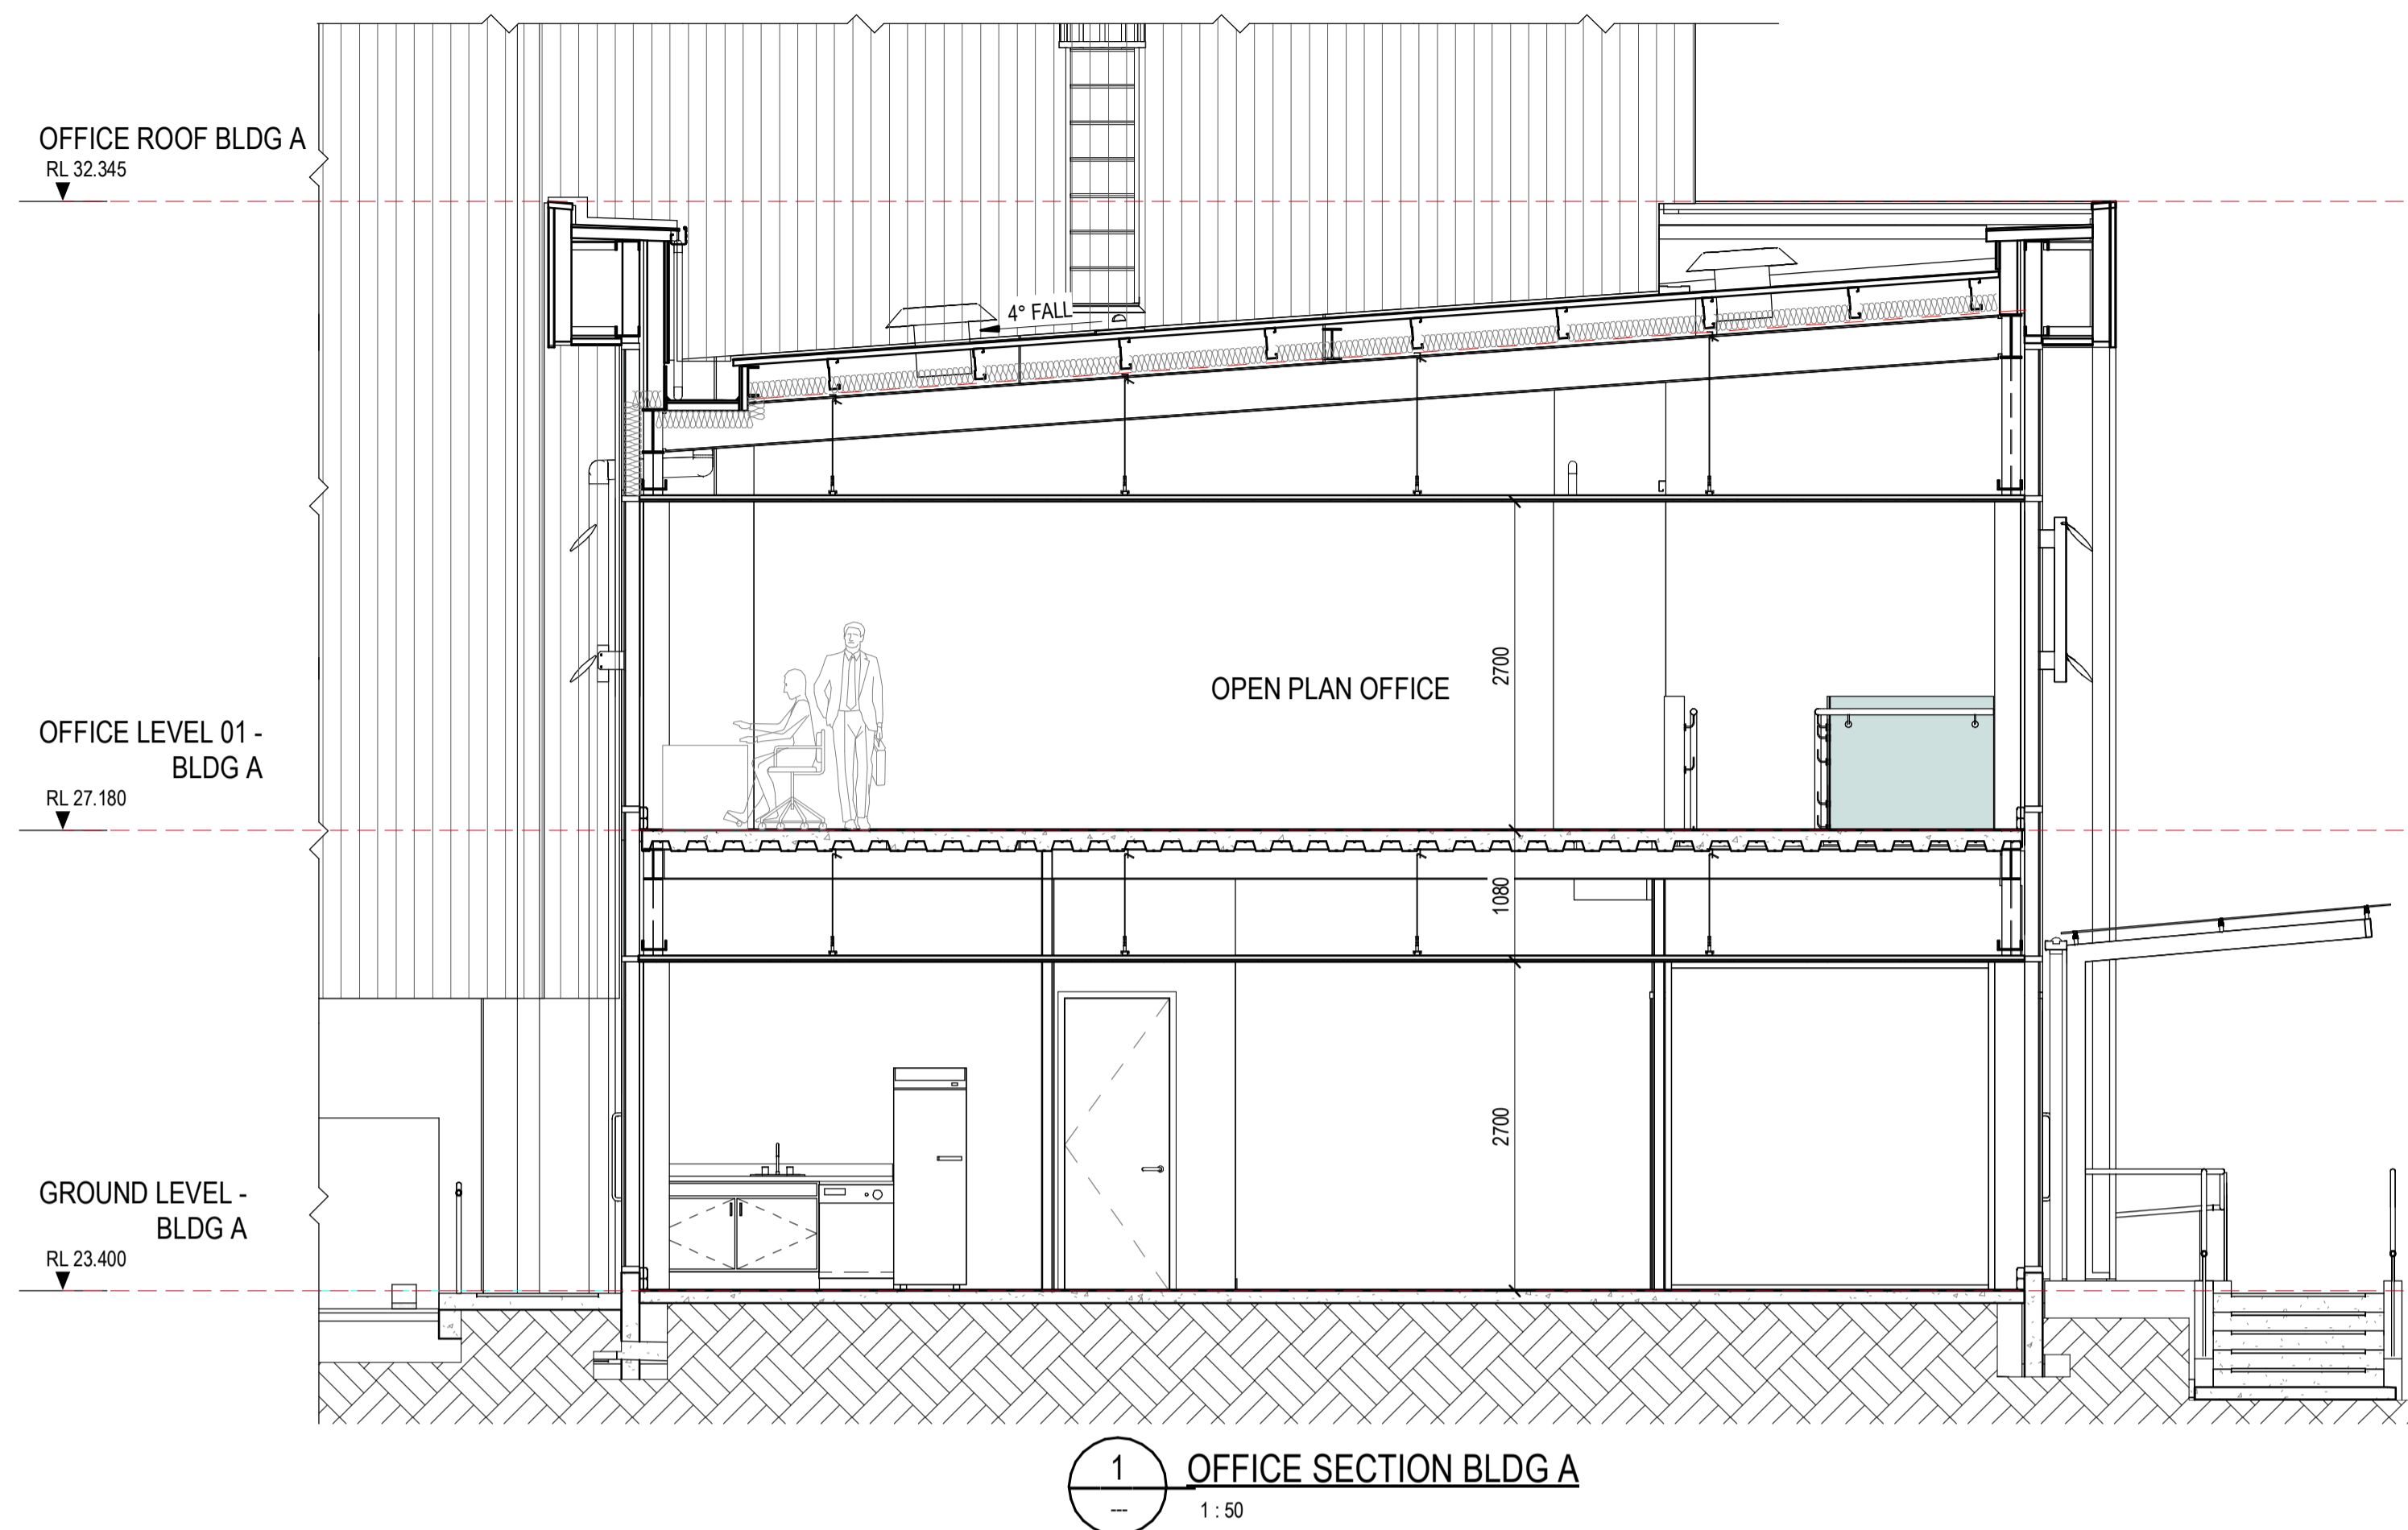 OFFICE ROOF BLDG A
RL 32.345
4° FALL
2700
OPEN PLAN OFFICE
OFFICE LEVEL 01 -
BLDG A
RL 27.180
1080
2700
GROUND LEVEL -
BLDG A
RL 23.400
1
OFFICE SECTION BLDG A
---
1 : 50